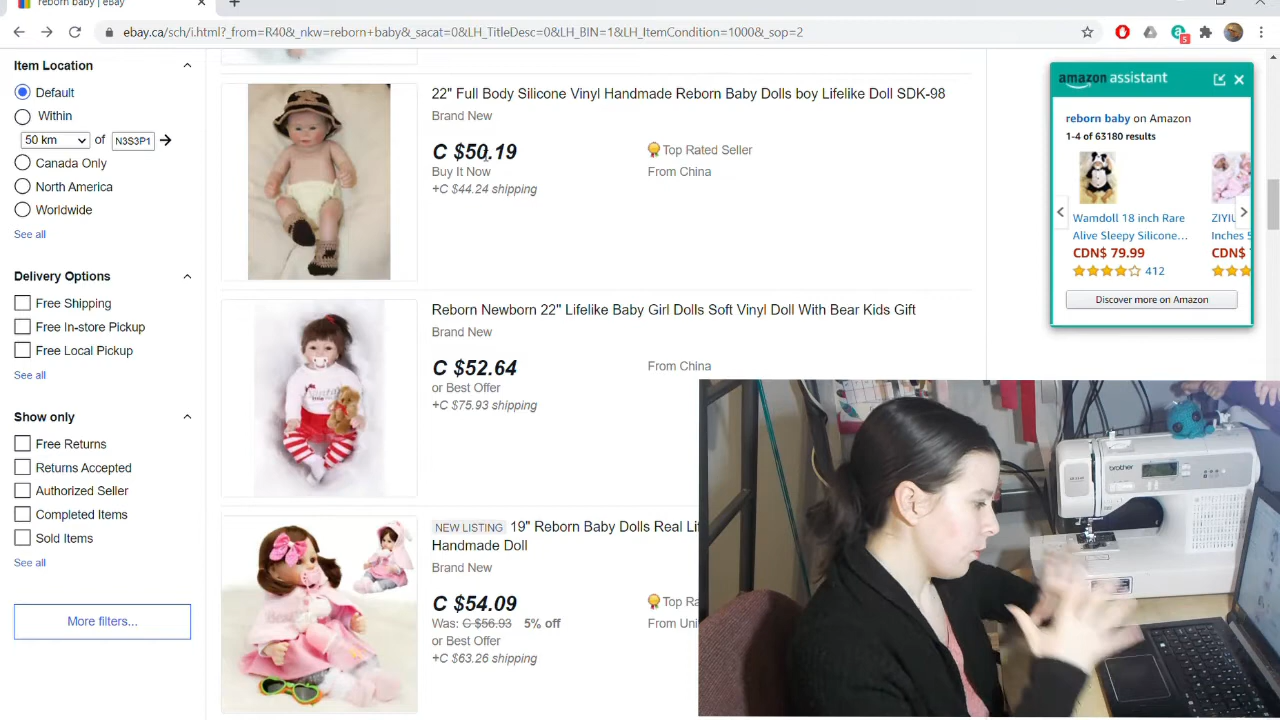 reborn baby | eBay
ebay.ca/sch/i.html?_from=R40&_nkw=reborn+baby&_sacat=0&LH_TitleDesc=0&LH_BIN=1&LH_ItemCondition=1000&_sop=2
5
Item Location
Default
Within
50 km
of
N3S3P1
Canada Only
North America
Worldwide
See all
Delivery Options
Free Shipping
Free In-store Pickup
Free Local Pickup
See all
Show only
Free Returns
Returns Accepted
Authorized Seller
Completed Items
Sold Items
See all
More filters...
22" Full Body Silicone Vinyl Handmade Reborn Baby Dolls boy Lifelike Doll SDK-98
Brand New
C $50.19
Buy It Now
+C $44.24 shipping
Top Rated Seller
From China
Reborn Newborn 22" Lifelike Baby Girl Dolls Soft Vinyl Doll With Bear Kids Gift
Brand New
C $52.64
or Best Offer
+C $75.93 shipping
From China
NEW LISTING 19" Reborn Baby Dolls Real
Handmade Doll
Brand New
C $54.09
Was: C $56.93 5% off
or Best Offer
+C $63.26 shipping
Top
From
amazon assistant
reborn baby on Amazon
1-4 of 63180 results
Wamdoll 18 inch Rare
Alive Sleepy Silicone...
CDN$ 79.99
412
Inches
CDN$
Discover more on Amazon
brother